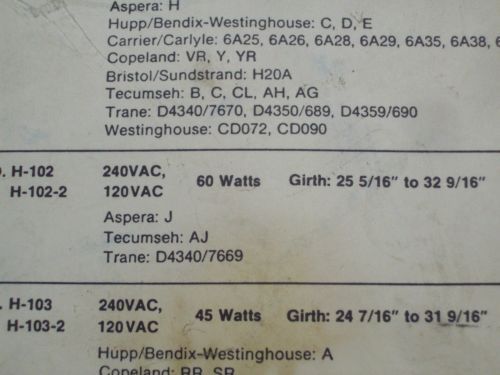 Aspera: H
Hupp/Bendix-Westinghouse: C, D, E
Carrier/Carlyle: 6A25, 6A26, 6A28, 6A29, 6A35, 6A38,
Copeland: VR, Y, YR
Bristol/Sundstrand: H20A
Tecumseh: B, C, CL, AH, AG
Trane: D4340/7670, D4350/689, D4359/690
Westinghouse: CD072, CD090
. H-102 240VAC, 60 Watts Girth: 25 5/16" to 32 9/16"
H-102-2 120VAC
Aspera: J
Tecumseh: AJ
Trane: D4340/7669
. H-103 240VAC, 45 Watts Girth: 24 7/16" to 31 9/16"
H-103-2 120VAC
Hupp/Bendix-Westinghouse: A
Copeland: RR, SR